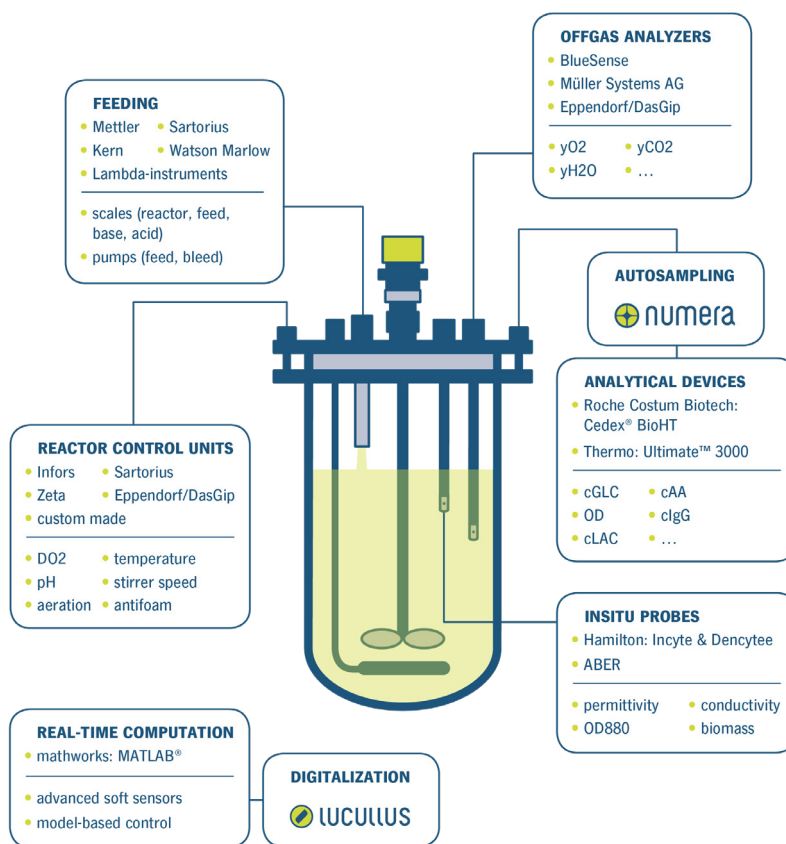 OFFGAS ANALYZERS
BlueSense
Müller Systems AG
Eppendorf/DasGip
yO2
yCO2
yH2O
...
FEEDING
Mettler
Sartorius
Kern
Watson Marlow
Lambda-instruments
scales (reactor, feed,
base, acid)
pumps (feed, bleed)
AUTOSAMPLING
numera
ANALYTICAL DEVICES
Roche Costum Biotech:
Cedex® BioHT
Thermo: Ultimate™ 3000
cGLC
cAA
OD
cIgG
cLAC
...
REACTOR CONTROL UNITS
Infors
Sartorius
Zeta
Eppendorf/DasGip
custom made
DO2
temperature
pH
stirrer speed
aeration
antifoam
INSITU PROBES
Hamilton: Incyte & Dencytee
ABER
permittivity
conductivity
OD880
biomass
REAL-TIME COMPUTATION
mathworks: MATLAB®
advanced soft sensors
model-based control
DIGITALIZATION
LUCULLUS